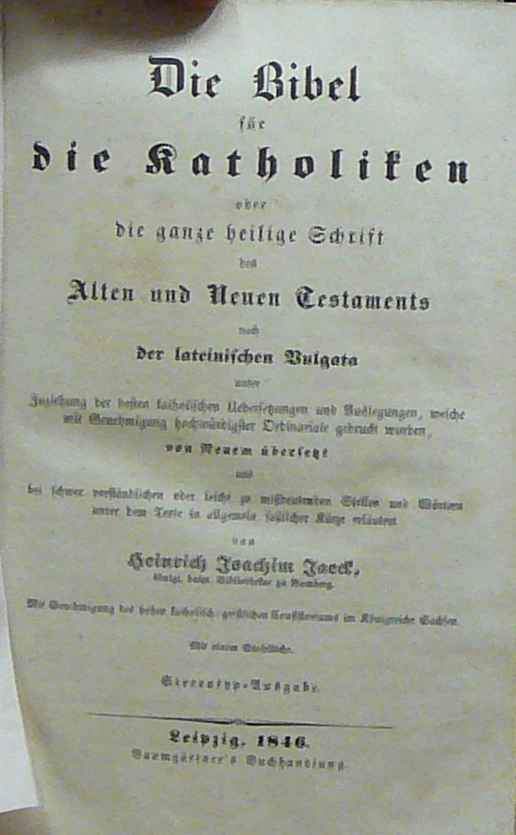 Die Bibel
für
die Katholiken
oder
die ganze heilige Schrift
des
Alten und Neuen Testaments
nach
der lateinischen Vulgata
unter
Zuziehung der besten katholischen Uebersetzungen und Auslegungen, welche
mit Genehmigung hochwürdigster Ordinariate gedruckt wurden,
von Neuem übersetzt
und
bei schwer verständlichen oder leicht zu mißdeutenden Stellen und Wörtern
unter dem Texte in allgemein faßlicher Kürze erläutert
von
Heinrich Joachim Jaeck,
Königl. baier. Bibliothekar zu Bamberg.
Mit Genehmigung des hohen katholisch-geistlichen Consistoriums im Königreiche Sachsen.
Mit einem Stahlstiche.
Stereotyp-Ausgabe.
Leipzig, 1846.
Baumgärtner's Buchhandlung.